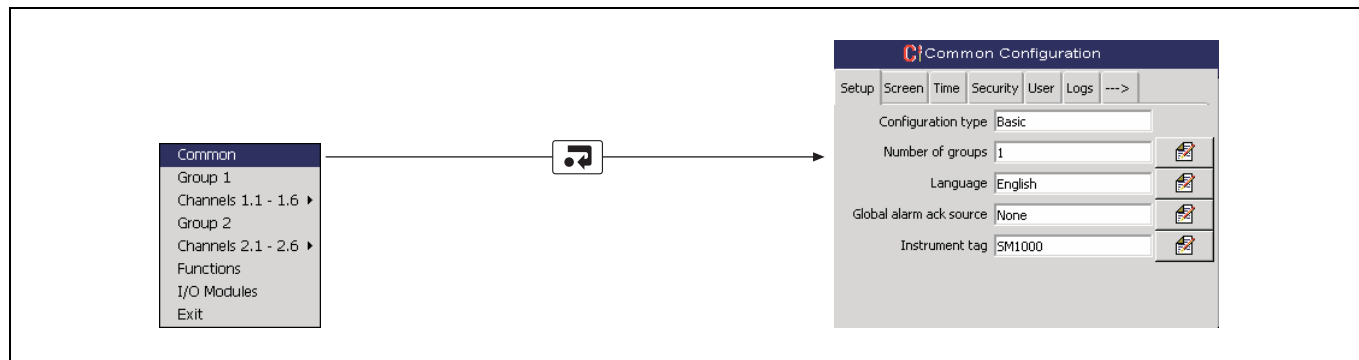 Common
Group 1
Channels 1.1 - 1.6
Group 2
Channels 2.1 - 2.6
Functions
I/O Modules
Exit
Common Configuration
Setup Screen Time Security User Logs --->
Configuration type Basic
Number of groups 1
Language English
Global alarm ack source None
Instrument tag SM1000